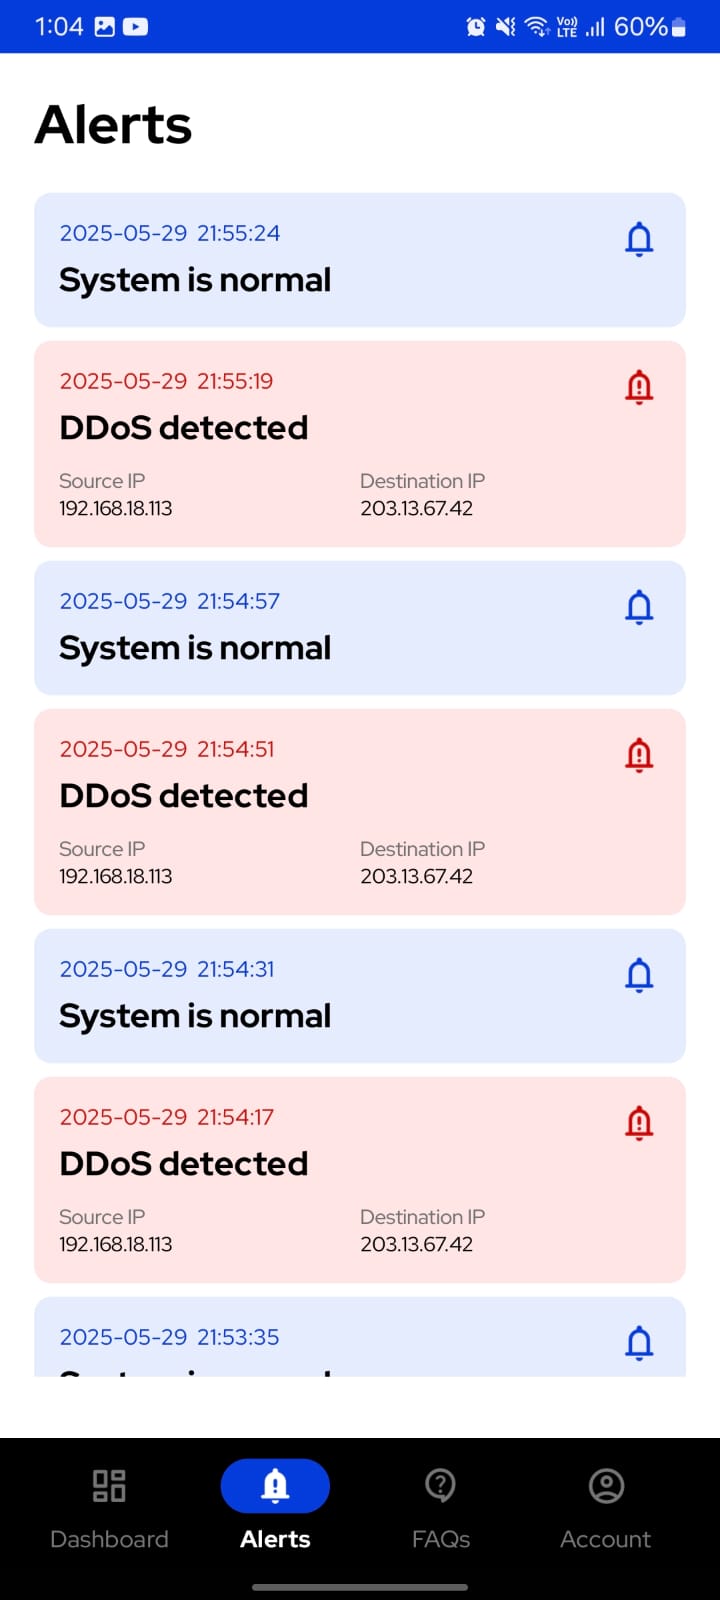 1:04 Vo)) LTE 60%
Alerts
2025-05-29 21:55:24
System is normal
2025-05-29 21:55:19
DDoS detected
Source IP Destination IP
192.168.18.113 203.13.67.42
2025-05-29 21:54:57
System is normal
2025-05-29 21:54:51
DDoS detected
Source IP Destination IP
192.168.18.113 203.13.67.42
2025-05-29 21:54:31
System is normal
2025-05-29 21:54:17
DDoS detected
Source IP Destination IP
192.168.18.113 203.13.67.42
2025-05-29 21:53:35
Dashboard Alerts FAQs Account